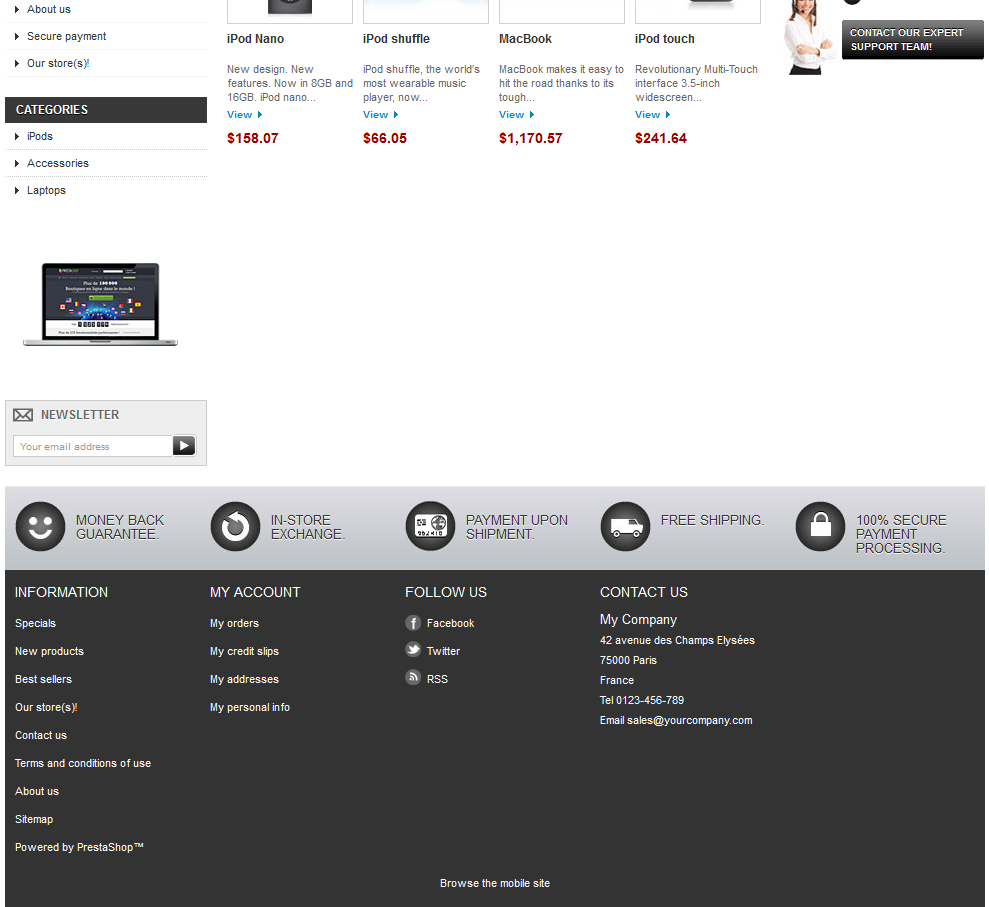 About us
Secure payment
Our store(s)!
CATEGORIES
iPods
Accessories
Laptops
iPod Nano
New design. New
features. Now in 8GB and
16GB. iPod nano...
View
$158.07
iPod shuffle
iPod shuffle, the world's
most wearable music
player, now...
View
$66.05
MacBook
MacBook makes it easy to
hit the road thanks to its
tough...
View
$1,170.57
iPod touch
Revolutionary Multi-Touch
interface 3.5-inch
widescreen...
View
$241.64
CONTACT OUR EXPERT
SUPPORT TEAM!
Plus de
Boutiques en ligne dans le monde !
NEWSLETTER
Your email address
MONEY BACK
GUARANTEE.
IN-STORE
EXCHANGE.
PAYMENT UPON
SHIPMENT.
FREE SHIPPING.
100% SECURE
PAYMENT
PROCESSING.
INFORMATION
Specials
New products
Best sellers
Our store(s)!
Contact us
Terms and conditions of use
About us
Sitemap
Powered by PrestaShop™
MY ACCOUNT
My orders
My credit slips
My addresses
My personal info
FOLLOW US
Facebook
Twitter
RSS
CONTACT US
My Company
42 avenue des Champs Elysées
75000 Paris
France
Tel 0123-456-789
Email sales@yourcompany.com
Browse the mobile site